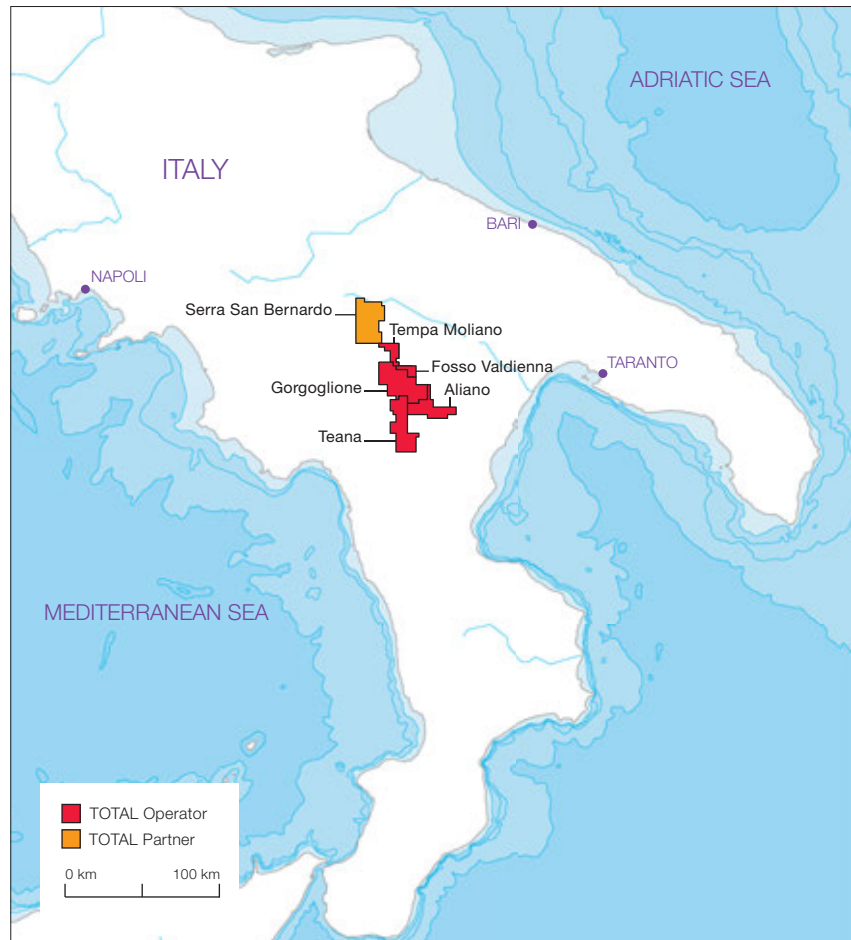 ADRIATIC SEA
ITALY
BARI
NAPOLI
Serra San Bernardo
Tempa Moliano
Fosso Valdienna
TARANTO
Gorgoglione
Aliano
Teana
MEDITERRANEAN SEA
TOTAL Operator
TOTAL Partner
0 km 100 km